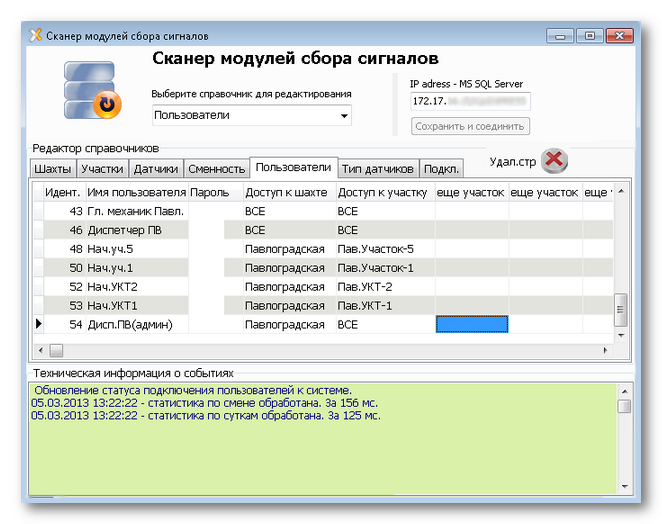 Сканер модулей сбора сигналов
Сканер модулей сбора сигналов
Выберите справочник для редактирования
Пользователи
IP adress - MS SQL Server
172.17.
Сохранить и соединить
Редактор справочников
Шахты Участки Датчики Сменность Пользователи Тип датчиков Подкл. Удал.стр
Идент. Имя пользователя Пароль Доступ к шахте Доступ к участку еще участок еще участок еще
43 Гл. механик Павл. ВСЕ ВСЕ
46 Диспетчер ПВ ВСЕ ВСЕ
48 Нач.уч.5 Павлоградская Пав.Участок-5
50 Нач.уч.1 Павлоградская Пав.Участок-1
52 Нач.УКТ2 Павлоградская Пав.УКТ-2
53 Нач.УКТ1 Павлоградская Пав.УКТ-1
54 Дисп.ПВ(админ) Павлоградская ВСЕ
Техническая информация о событиях
Обновление статуса подключения пользователей к системе.
05.03.2013 13:22:22 - статистика по смене обработана. За 156 мс.
05.03.2013 13:22:22 - статистика по суткам обработана. За 125 мс.